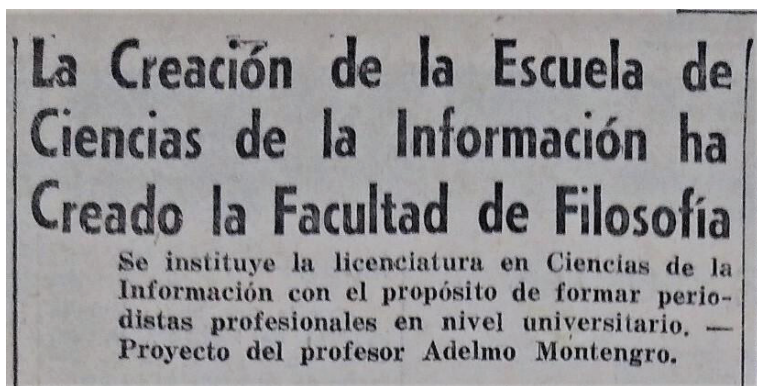 La Creación de la Escuela de
Ciencias de la Información ha
Creado la Facultad de Filosofía
Se instituye la licenciatura en Ciencias de la
Información con el propósito de formar perio-
distas profesionales en nivel universitario. —
Proyecto del profesor Adelmo Montengro.